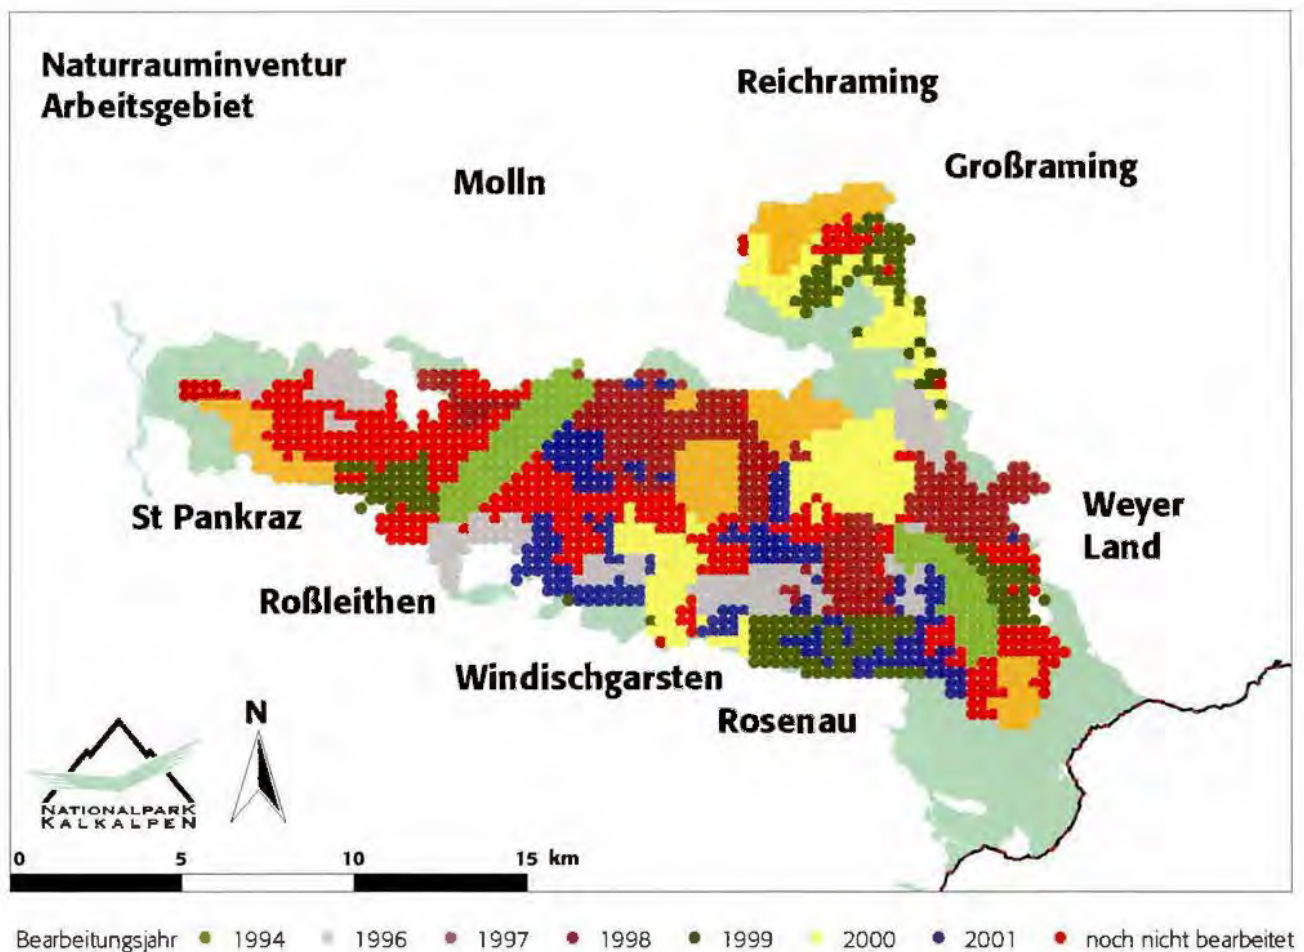 Naturrauminventur
Arbeitsgebiet
Reichraming
Großraming
Molln
St Pankraz
Weyer
Land
Roßleithen
Windischgarsten
Rosenau
N
NATIONALPARK
KALKALPEN
0 5 10 15 km
Bearbeitungsjahr 1994 1996 1997 1998 1999 2000 2001 noch nicht bearbeitet